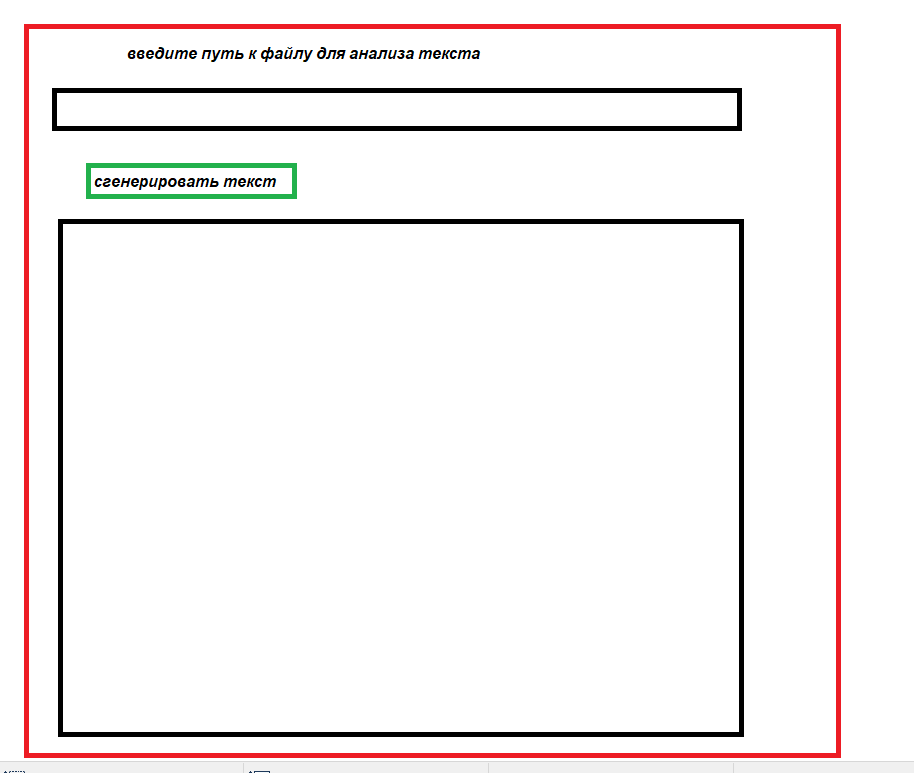 введите путь к файлу для анализа текста
сгенерировать текст